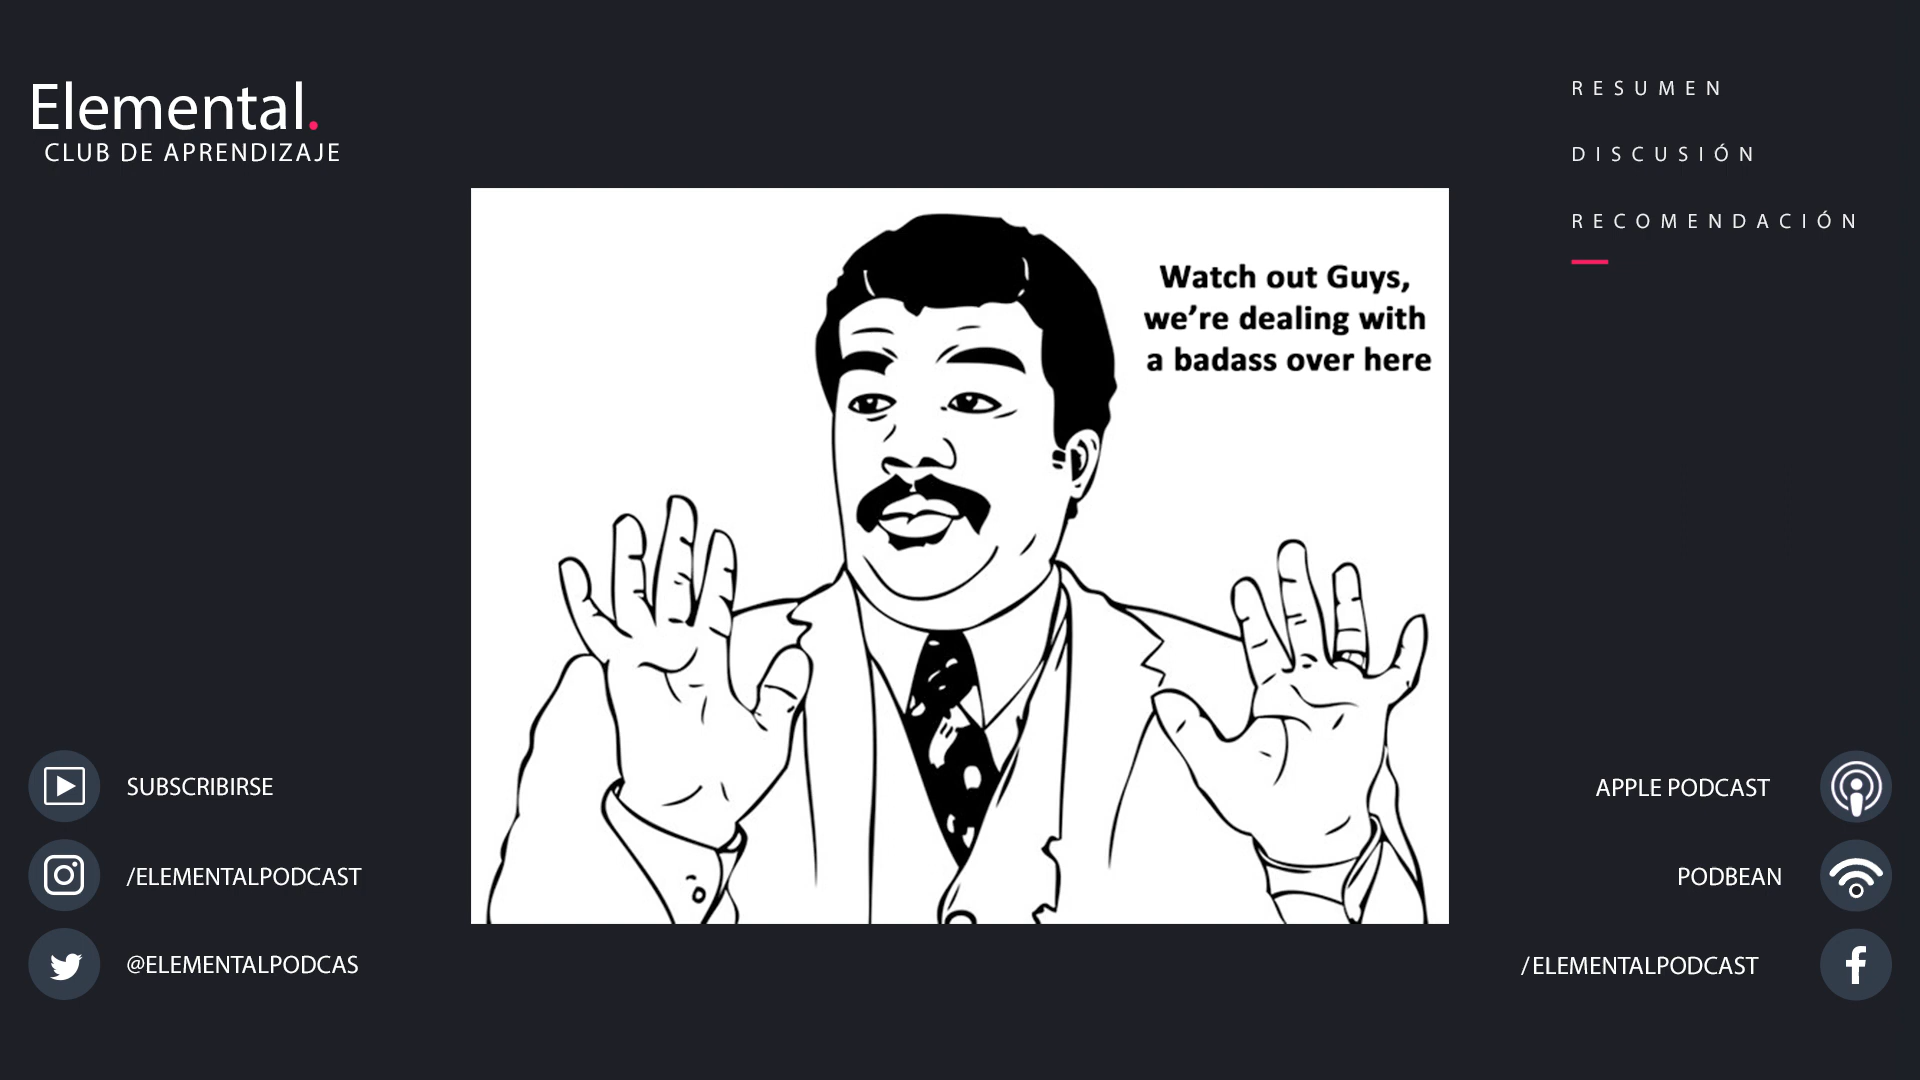 Elemental.
CLUB DE APRENDIZAJE
RESUMEN
DISCUSIÓN
RECOMENDACIÓN
Watch out Guys,
we're dealing with
a badass over here
SUBSCRIBIRSE
/ELEMENTALPODCAST
@ELEMENTALPODCAS
APPLE PODCAST
PODBEAN
/ELEMENTALPODCAST